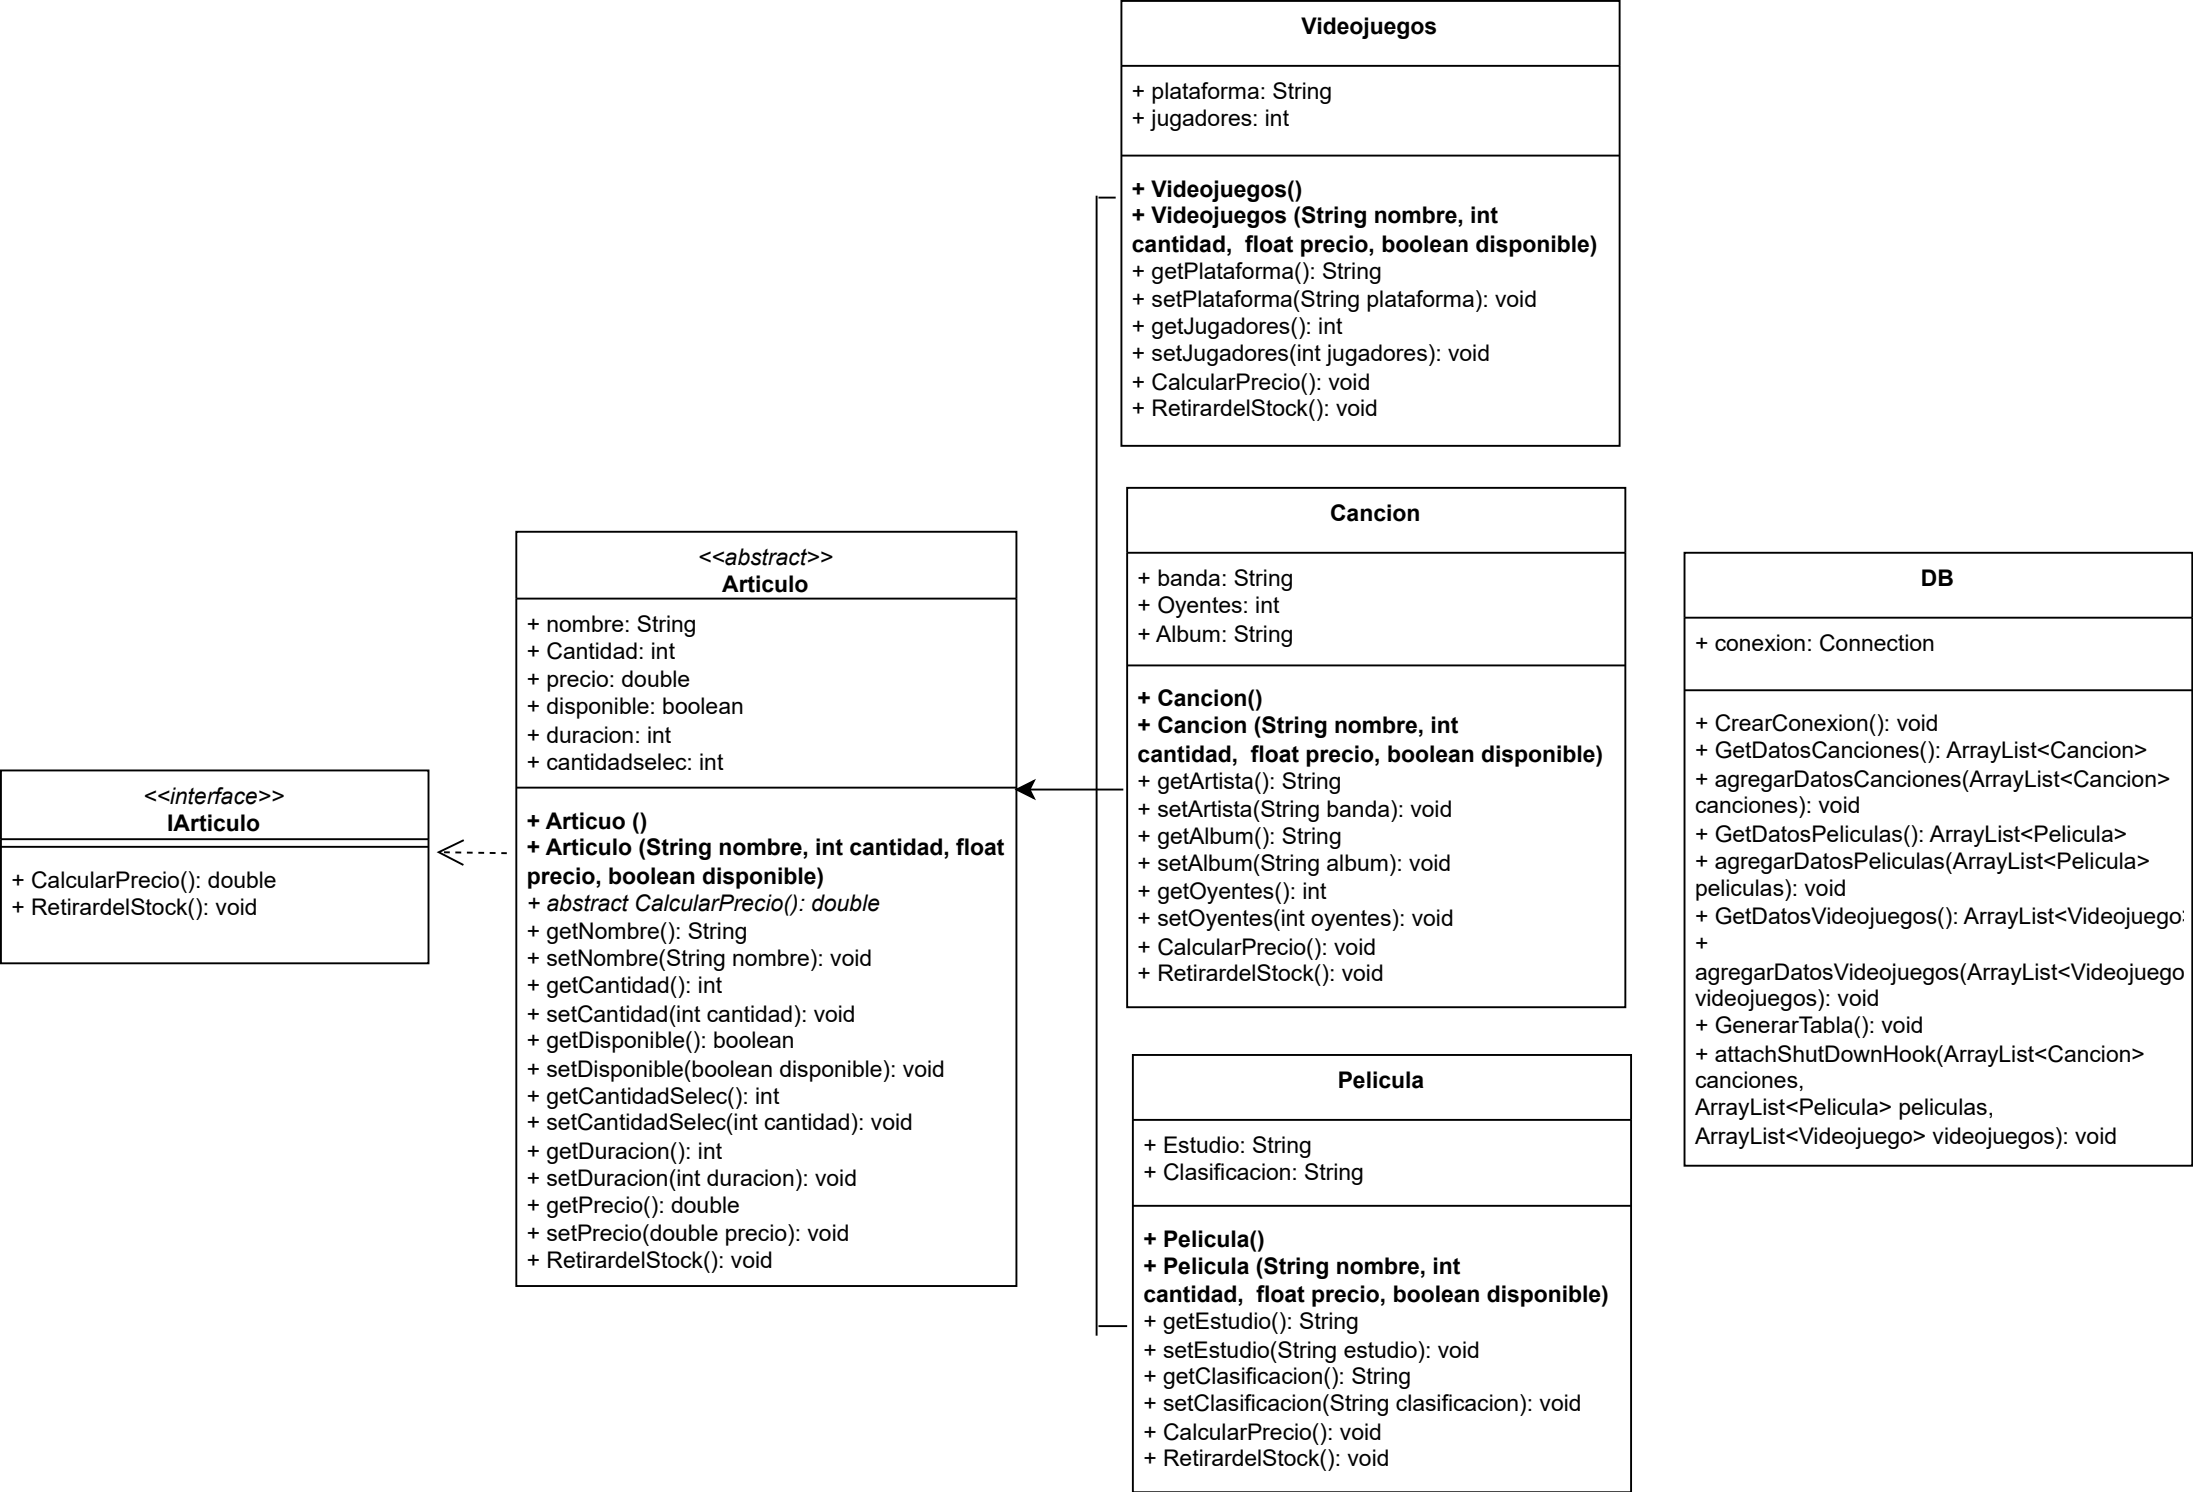 Videojuegos
+ plataforma: String
+ jugadores: int
+ Videojuegos()
+ Videojuegos (String nombre, int
cantidad,  float precio, boolean disponible)
+ getPlataforma(): String
+ setPlataforma(String plataforma): void
+ getJugadores(): int
+ setJugadores(int jugadores): void
+ CalcularPrecio(): void
+ RetirardelStock(): void
Cancion
+ banda: String
+ Oyentes: int
+ Album: String
+ Cancion()
+ Cancion (String nombre, int
cantidad,  float precio, boolean disponible)
+ getArtista(): String
+ setArtista(String banda): void
+ getAlbum(): String
+ setAlbum(String album): void
+ getOyentes(): int
+ setOyentes(int oyentes): void
+ CalcularPrecio(): void
+ RetirardelStock(): void
<<abstract>>
Articulo
+ nombre: String
+ Cantidad: int
+ precio: double
+ disponible: boolean
+ duracion: int
+ cantidadselec: int
+ Articuo ()
+ Articulo (String nombre, int cantidad, float
precio, boolean disponible)
+ abstract CalcularPrecio(): double
+ getNombre(): String
+ setNombre(String nombre): void
+ getCantidad(): int
+ setCantidad(int cantidad): void
+ getDisponible(): boolean
+ setDisponible(boolean disponible): void
+ getCantidadSelec(): int
+ setCantidadSelec(int cantidad): void
+ getDuracion(): int
+ setDuracion(int duracion): void
+ getPrecio(): double
+ setPrecio(double precio): void
+ RetirardelStock(): void
<<interface>>
IArticulo
+ CalcularPrecio(): double
+ RetirardelStock(): void
DB
+ conexion: Connection
+ CrearConexion(): void
+ GetDatosCanciones(): ArrayList<Cancion>
+ agregarDatosCanciones(ArrayList<Cancion>
canciones): void
+ GetDatosPeliculas(): ArrayList<Pelicula>
+ agregarDatosPeliculas(ArrayList<Pelicula>
peliculas): void
+ GetDatosVideojuegos(): ArrayList<Videojuego
+
agregarDatosVideojuegos(ArrayList<Videojuego
videojuegos): void
+ GenerarTabla(): void
+ attachShutDownHook(ArrayList<Cancion>
canciones,
ArrayList<Pelicula> peliculas,
ArrayList<Videojuego> videojuegos): void
Pelicula
+ Estudio: String
+ Clasificacion: String
+ Pelicula()
+ Pelicula (String nombre, int
cantidad,  float precio, boolean disponible)
+ getEstudio(): String
+ setEstudio(String estudio): void
+ getClasificacion(): String
+ setClasificacion(String clasificacion): void
+ CalcularPrecio(): void
+ RetirardelStock(): void